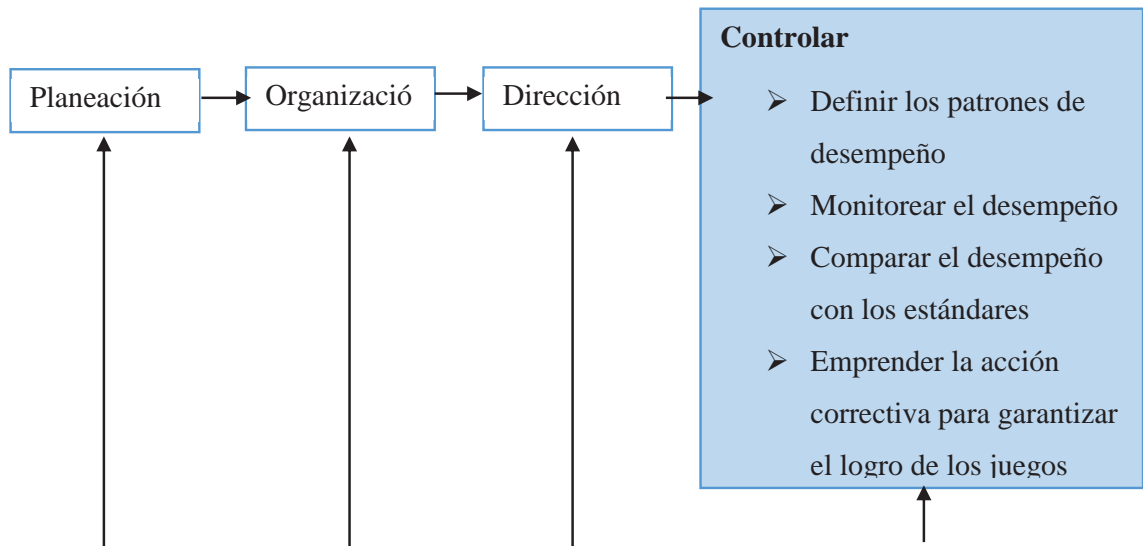 Planeación
Organizació
Dirección
Controlar
➢ Definir los patrones de
desempeño
➢ Monitorear el desempeño
➢ Comparar el desempeño
con los estándares
➢ Emprender la acción
correctiva para garantizar
el logro de los juegos